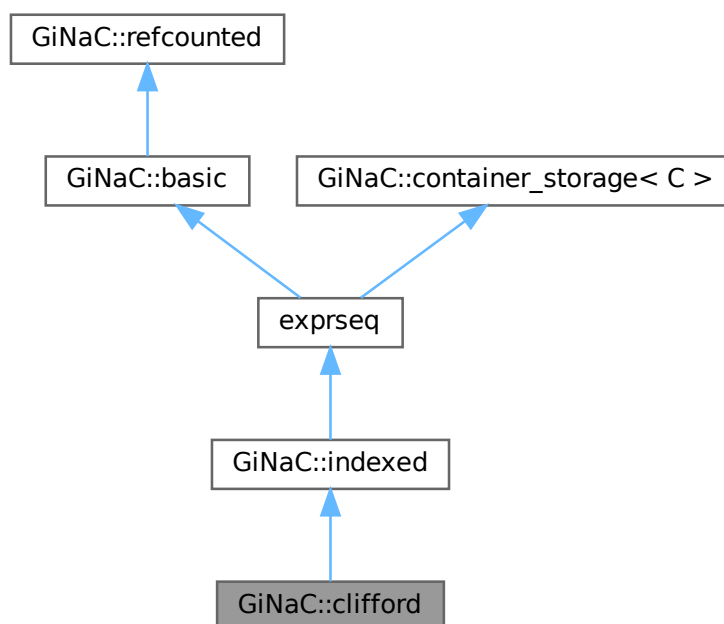 GiNaC::refcounted
GiNaC::basic
GiNaC::container_storage< C >
exprseq
GiNaC::indexed
GiNaC::clifford